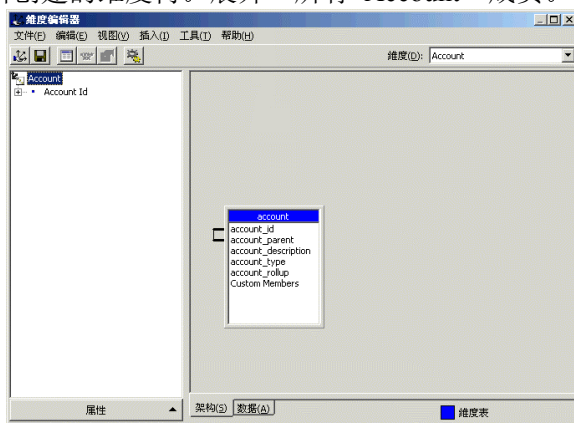 维度编辑器
文件(F) 编辑(E) 视图(V) 插入(I) 工具(T) 帮助(H)
维度(D): Account
Account
Account Id
account
account_id
account_parent
account_description
account_type
account_rollup
Custom Members
属性
架构(S) 数据(A)
维度表